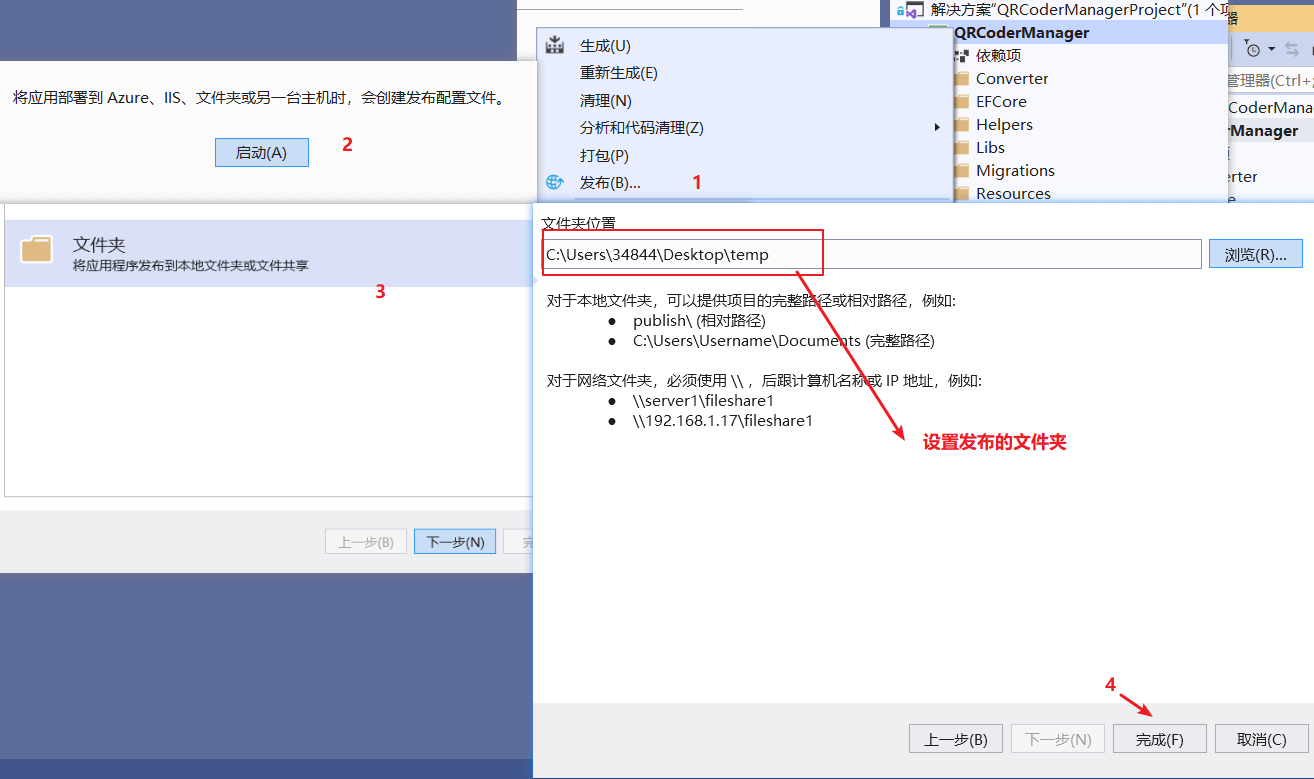 解决方案"QRCoderManagerProject"(1 个项
QRCoderManager
依赖项
Converter
EFCore
Helpers
Libs
Migrations
Resources
器
管理器(Ctrl+;
CoderMana
rManager
erter
生成(U)
重新生成(E)
清理(N)
分析和代码清理(Z)
打包(P)
发布(B)...
1
将应用部署到 Azure、IIS、文件夹或另一台主机时，会创建发布配置文件。
启动(A)
2
文件夹
将应用程序发布到本地文件夹或文件共享
3
上一步(B)
下一步(N)
文件夹位置
C:\Users\34844\Desktop\temp
浏览(R)...
对于本地文件夹，可以提供项目的完整路径或相对路径，例如:
● publish\ (相对路径)
● C:\Users\Username\Documents (完整路径)
对于网络文件夹，必须使用 \\ ，后跟计算机名称或 IP 地址，例如:
● \\server1\fileshare1
● \\192.168.1.17\fileshare1
设置发布的文件夹
4
上一步(B)
下一步(N)
完成(F)
取消(C)